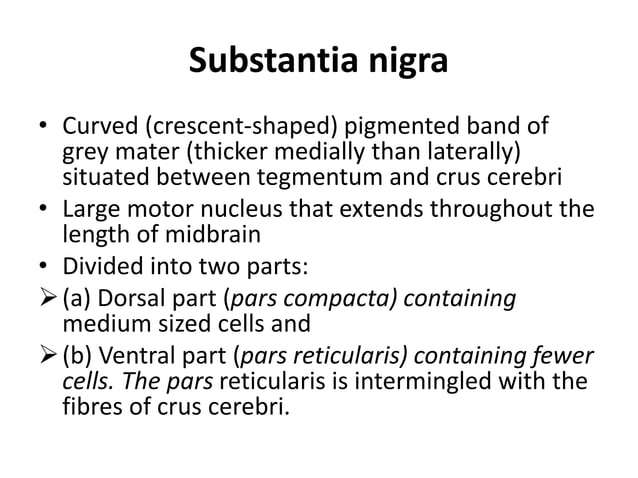 Substantia nigra
• Curved (crescent-shaped) pigmented band of
grey mater (thicker medially than laterally)
situated between tegmentum and crus cerebri
• Large motor nucleus that extends throughout the
length of midbrain
• Divided into two parts:
➢ (a) Dorsal part (pars compacta) containing
medium sized cells and
➢ (b) Ventral part (pars reticularis) containing fewer
cells. The pars reticularis is intermingled with the
fibres of crus cerebri.